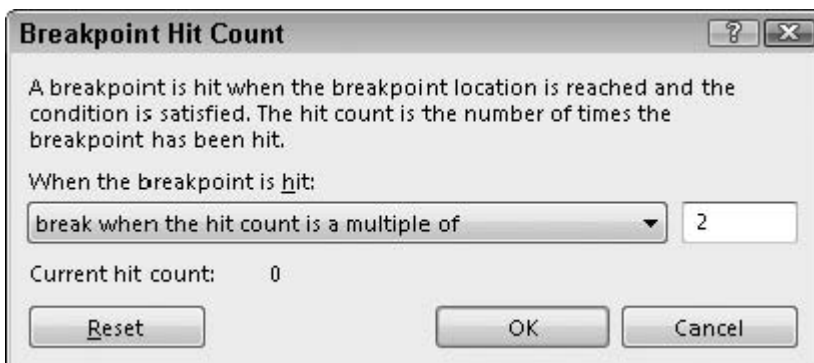 Breakpoint Hit Count
A breakpoint is hit when the breakpoint location is reached and the
condition is satisfied. The hit count is the number of times the
breakpoint has been hit.
When the breakpoint is hit:
break when the hit count is a multiple of 2
Current hit count: 0
Reset OK Cancel